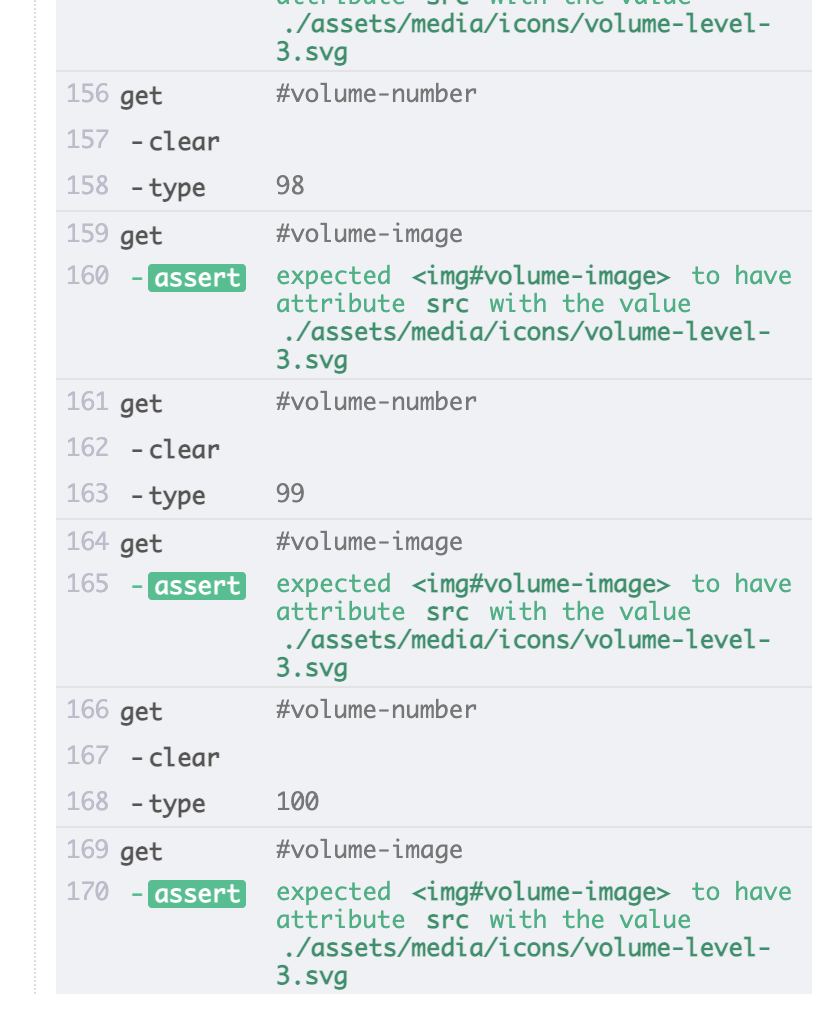 attribute src with the value
./assets/media/icons/volume-level-
3.svg
156 get #volume-number
157 -clear
158 -type 98
159 get #volume-image
160 -assert expected <img#volume-image> to have
attribute src with the value
./assets/media/icons/volume-level-
3.svg
161 get #volume-number
162 -clear
163 -type 99
164 get #volume-image
165 -assert expected <img#volume-image> to have
attribute src with the value
./assets/media/icons/volume-level-
3.svg
166 get #volume-number
167 -clear
168 -type 100
169 get #volume-image
170 -assert expected <img#volume-image> to have
attribute src with the value
./assets/media/icons/volume-level-
3.svg